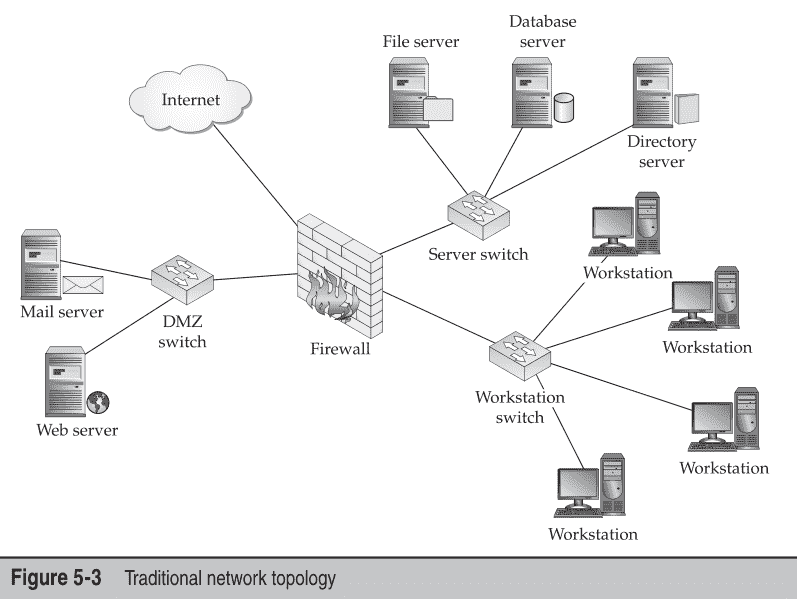 File server
Database
server
Internet
Directory
server
Server switch
Workstation
Mail server
DMZ
switch
Firewall
Workstation
Workstation
switch
Web server
Workstation
Workstation
Figure 5-3 Traditional network topology